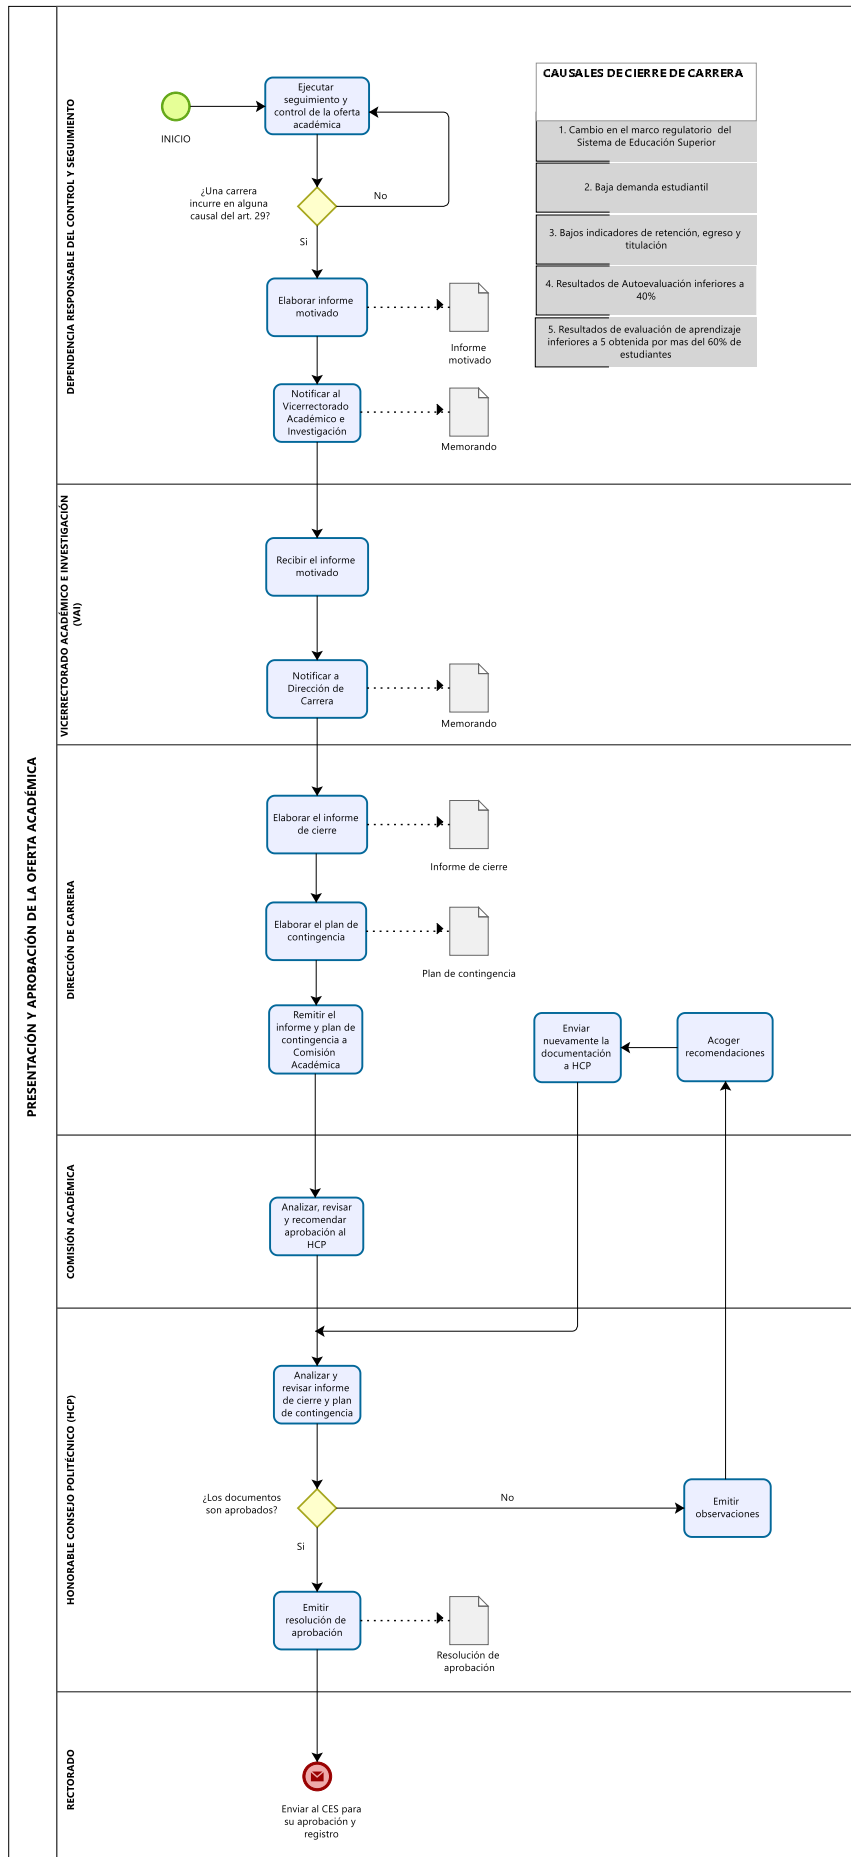 PRESENTACIÓN Y APROBACIÓN DE LA OFERTA ACADÉMICA
DEPENDENCIA RESPONSABLE DEL CONTROL Y SEGUIMIENTO
INICIO
Ejecutar
seguimiento y
control de la oferta
académica
¿Una carrera
incurre en alguna
causal del art. 29?
No
Si
Elaborar informe
motivado
Informe
motivado
Notificar al
Vicerrectorado
Académico e
Investigación
Memorando
CAUSALES DE CIERRE DE CARRERA
1. Cambio en el marco regulatorio del
Sistema de Educación Superior
2. Baja demanda estudiantil
3. Bajos indicadores de retención, egreso y
titulación
4. Resultados de Autoevaluación inferiores a
40%
5. Resultados de evaluación de aprendizaje
inferiores a 5 obtenida por mas del 60% de
estudiantes
VICERRECTORADO ACADÉMICO E INVESTIGACIÓN
(VAI)
Recibir el informe
motivado
Notificar a
Dirección de
Carrera
Memorando
DIRECCIÓN DE CARRERA
Elaborar el informe
de cierre
Informe de cierre
Elaborar el plan de
contingencia
Plan de contingencia
Remitir el
informe y plan de
contingencia a
Comisión
Académica
Enviar
nuevamente la
documentación
a HCP
Acoger
recomendaciones
COMISIÓN ACADÉMICA
Analizar, revisar
y recomendar
aprobación al
HCP
HONORABLE CONSEJO POLITÉCNICO (HCP)
Analizar y
revisar informe
de cierre y plan
de contingencia
¿Los documentos
son aprobados?
No
Si
Emitir
observaciones
Emitir
resolución de
aprobación
Resolución de
aprobación
RECTORADO
Enviar al CES para
su aprobación y
registro